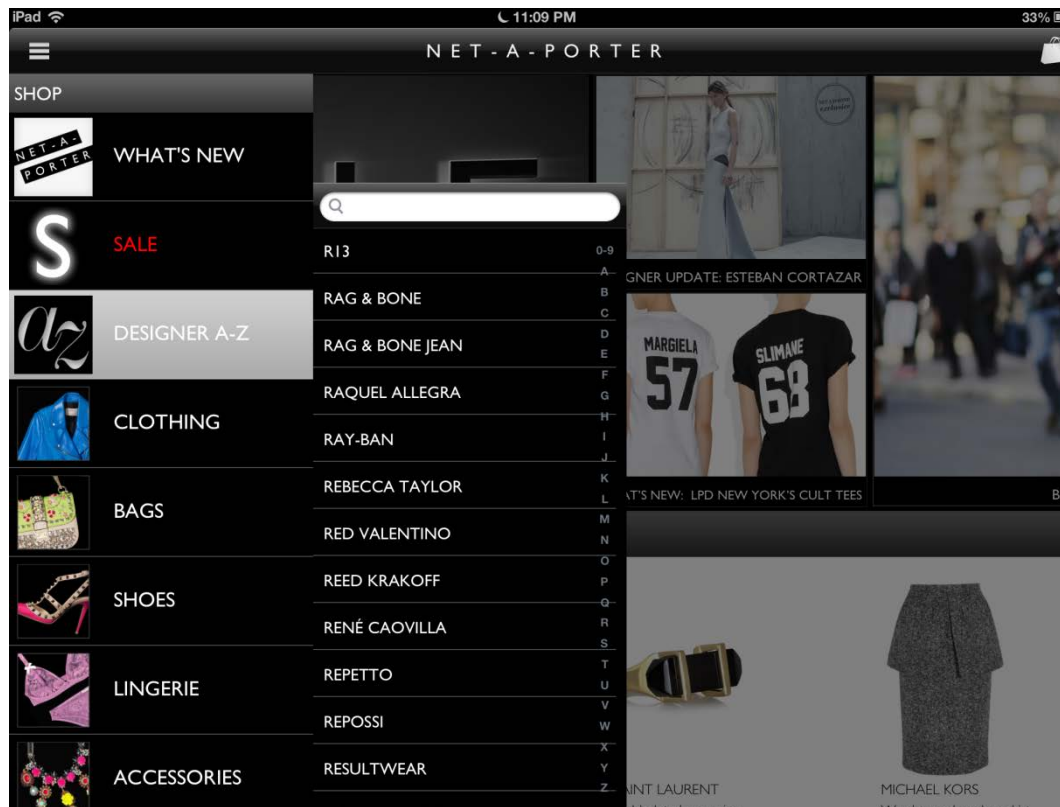 iPad 11:09 PM 33%
NET-A-PORTER
SHOP
NET-A-
PORTER
WHAT'S NEW
S
SALE
az
DESIGNER A-Z
CLOTHING
BAGS
SHOES
LINGERIE
ACCESSORIES
R13
RAG & BONE
RAG & BONE JEAN
RAQUEL ALLEGRA
RAY-BAN
REBECCA TAYLOR
RED VALENTINO
REED KRAKOFF
RENÉ CAOVILLA
REPETTO
REPOSSI
RESULTWEAR
0-9
A
B
C
D
E
F
G
H
I
J
K
L
M
N
O
P
Q
R
S
T
U
V
W
X
Y
Z
GNER UPDATE: ESTEBAN CORTAZAR
MARGIELA
57
SLIMANE
68
T'S NEW: LPD NEW YORK'S CULT TEES
B
INT LAURENT
MICHAEL KORS